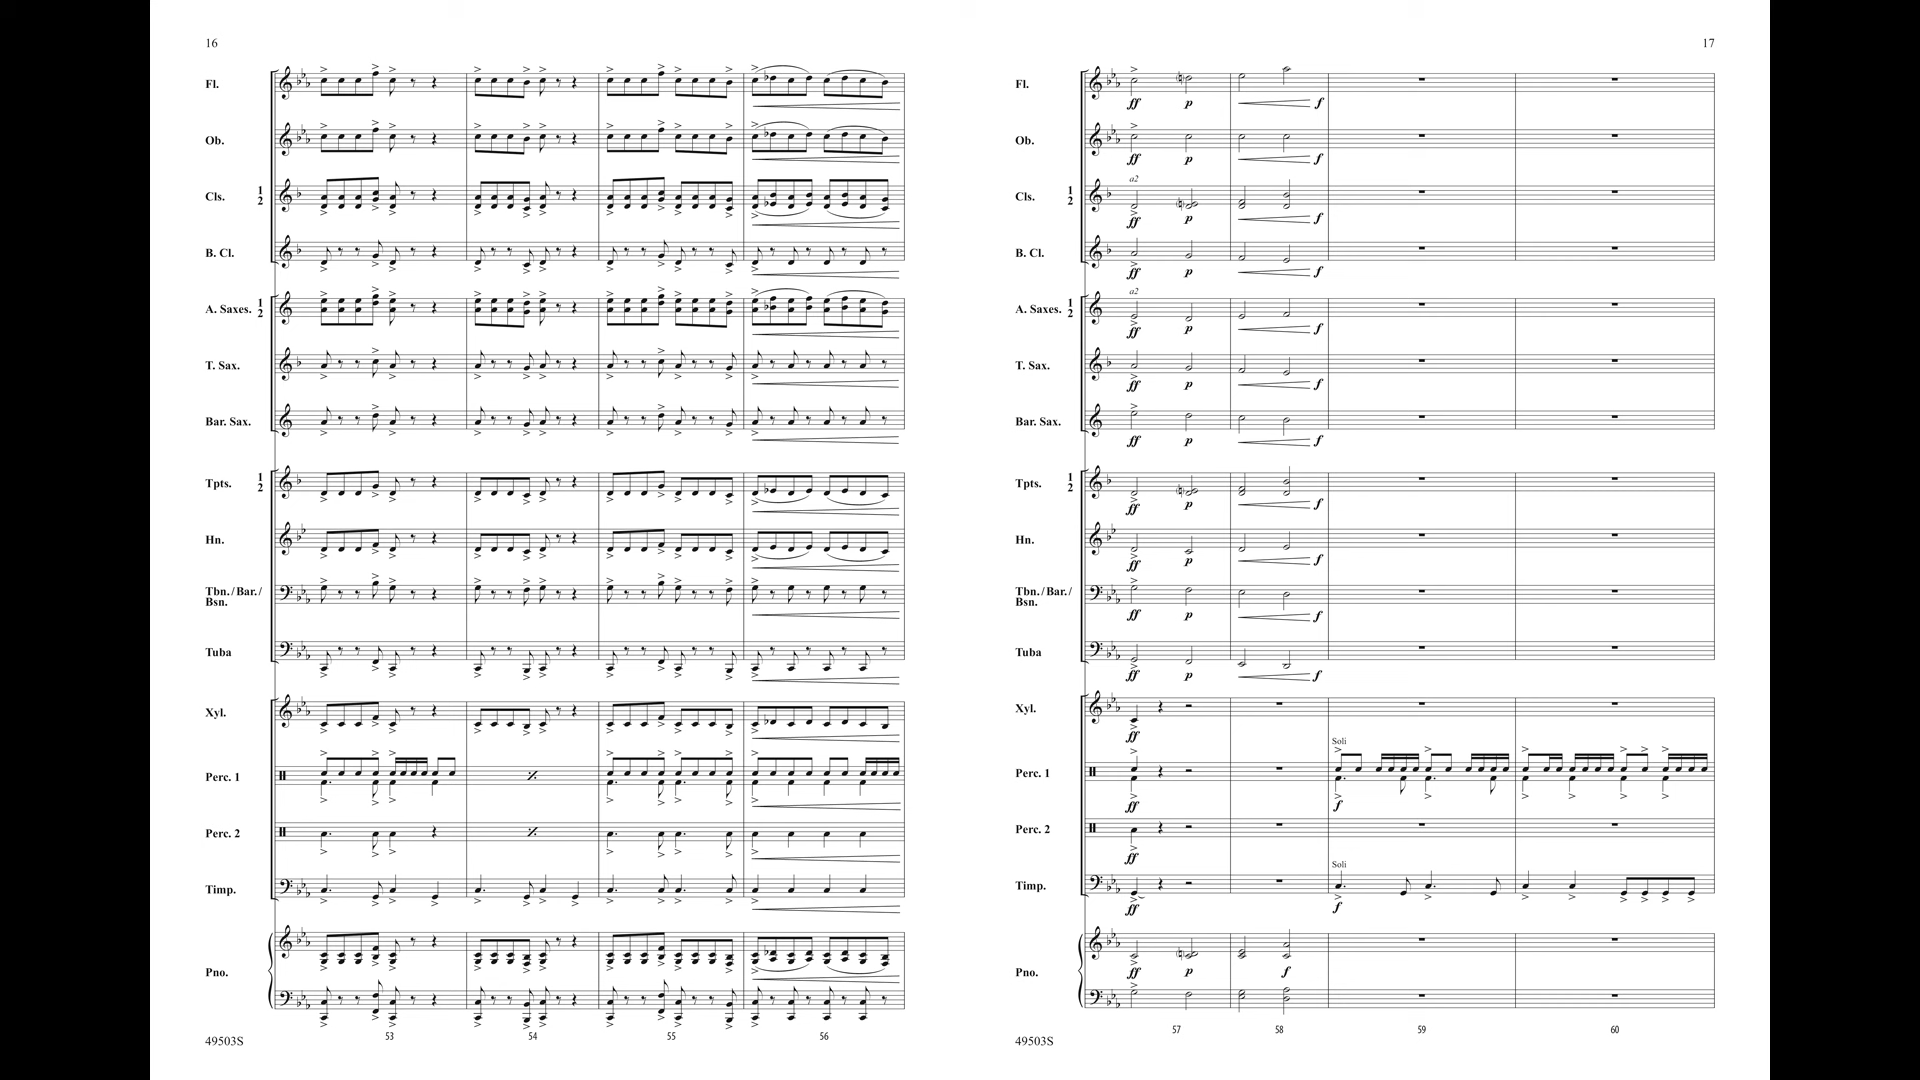 16
Fl.
Ob.
Cls. 1
2
B. Cl.
A. Saxes. 1
2
T. Sax.
Bar. Sax.
Tpts. 1
2
Hn.
Tbn./Bar./
Bsn.
Tuba
Xyl.
Perc. 1
Perc. 2
Timp.
Pno.
53 54 55 56
49503S
17
Fl.
ff p f
Ob.
ff p f
a2
Cls. 1
2
ff p f
B. Cl.
ff p f
a2
A. Saxes. 1
2
ff p f
T. Sax.
ff p f
Bar. Sax.
ff p f
Tpts. 1
2
ff p f
Hn.
ff p f
Tbn./Bar./
Bsn.
ff p f
Tuba
ff p f
Xyl.
ff
Soli
Perc. 1
ff f
Perc. 2
ff
Soli
Timp.
ff f
Pno.
ff p f
57 58 59 60
49503S